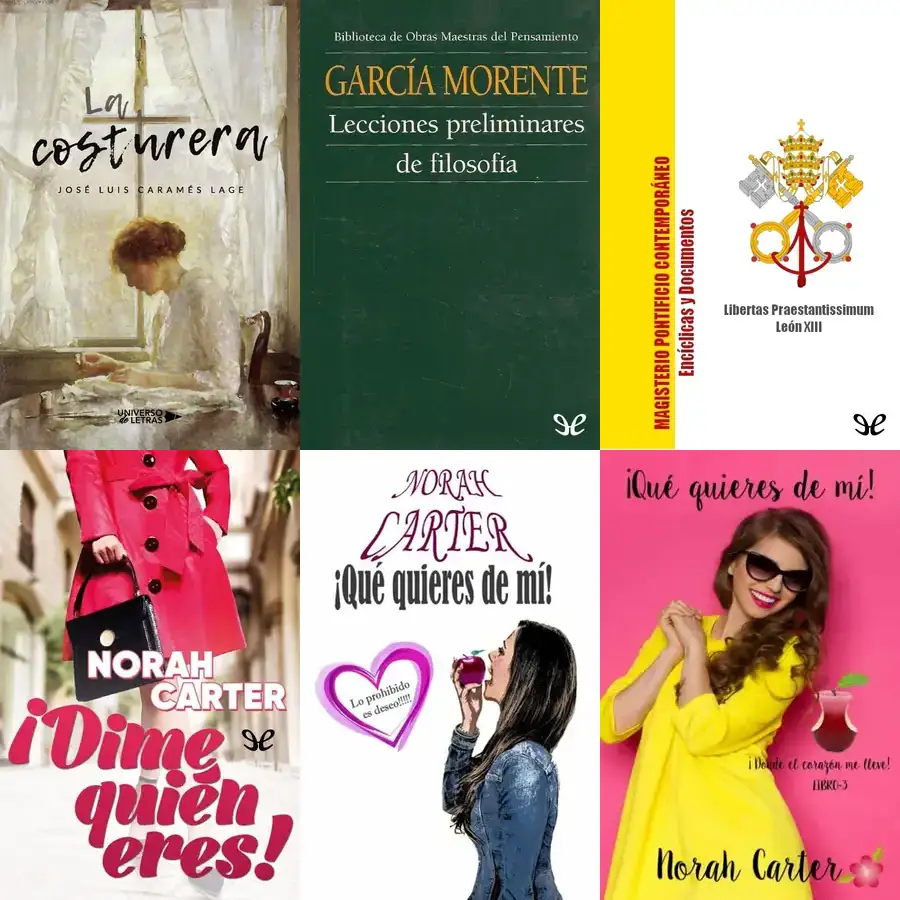 La
costurera
JOSÉ LUIS CARAMÉS LAGE
UNIVERSO
de LETRAS
Biblioteca de Obras Maestras del Pensamiento
GARCÍA MORENTE
Lecciones preliminares
de filosofía
MAGISTERIO PONTIFICIO CONTEMPORÁNEO
Encíclicas y Documentos
Libertas Praestantissimum
León XIII
NORAH
CARTER
¡Dime
quién
eres!
NORAH
CARTER
¡Qué quieres de mí!
Lo prohibido
es deseo!!!!!
¡Qué quieres de mí!
¡Donde el corazón me lleve!
LIBRO-3
Norah Carter